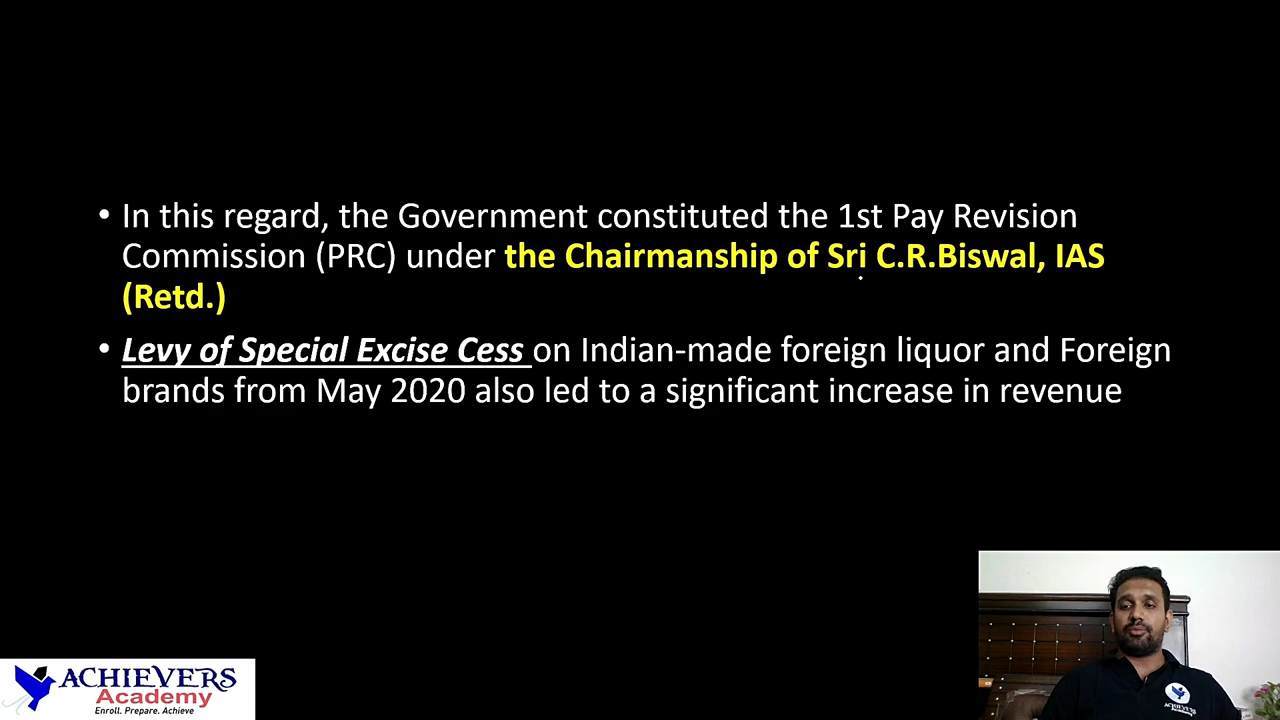 • In this regard, the Government constituted the 1st Pay Revision
Commission (PRC) under the Chairmanship of Sri C.R.Biswal, IAS
(Retd.)
• Levy of Special Excise Cess on Indian-made foreign liquor and Foreign
brands from May 2020 also led to a significant increase in revenue
ACHIEVERS
Academy
Enroll. Prepare. Achieve
ACHIEVERS